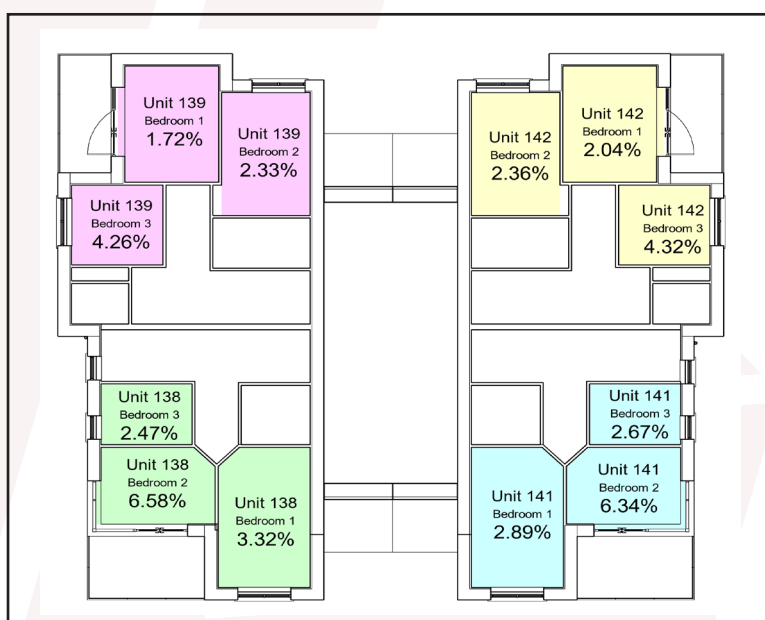 Unit 139
Bedroom 1
1.72%
Unit 139
Bedroom 2
2.33%
Unit 139
Bedroom 3
4.26%
Unit 142
Bedroom 2
2.36%
Unit 142
Bedroom 1
2.04%
Unit 142
Bedroom 3
4.32%
Unit 138
Bedroom 3
2.47%
Unit 138
Bedroom 2
6.58%
Unit 138
Bedroom 1
3.32%
Unit 141
Bedroom 3
2.67%
Unit 141
Bedroom 2
6.34%
Unit 141
Bedroom 1
2.89%